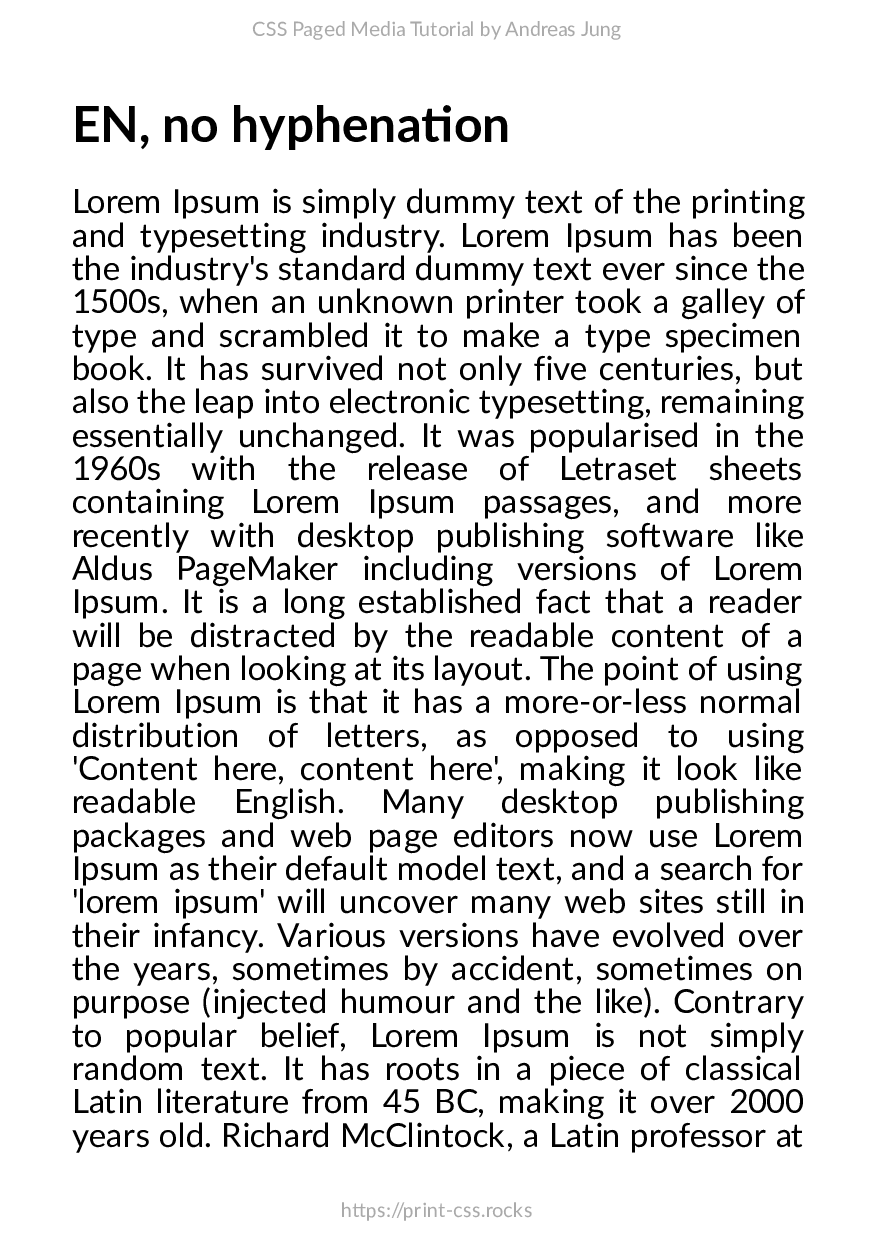 CSS Paged Media Tutorial by Andreas Jung
EN, no hyphenation
Lorem Ipsum is simply dummy text of the printing
and typesetting industry. Lorem Ipsum has been
the industry's standard dummy text ever since the
1500s, when an unknown printer took a galley of
type and scrambled it to make a type specimen
book. It has survived not only five centuries, but
also the leap into electronic typesetting, remaining
essentially unchanged. It was popularised in the
1960s with the release of Letraset sheets
containing Lorem Ipsum passages, and more
recently with desktop publishing software like
Aldus PageMaker including versions of Lorem
Ipsum. It is a long established fact that a reader
will be distracted by the readable content of a
page when looking at its layout. The point of using
Lorem Ipsum is that it has a more-or-less normal
distribution of letters, as opposed to using
'Content here, content here', making it look like
readable English. Many desktop publishing
packages and web page editors now use Lorem
Ipsum as their default model text, and a search for
'lorem ipsum' will uncover many web sites still in
their infancy. Various versions have evolved over
the years, sometimes by accident, sometimes on
purpose (injected humour and the like). Contrary
to popular belief, Lorem Ipsum is not simply
random text. It has roots in a piece of classical
Latin literature from 45 BC, making it over 2000
years old. Richard McClintock, a Latin professor at
https://print-css.rocks